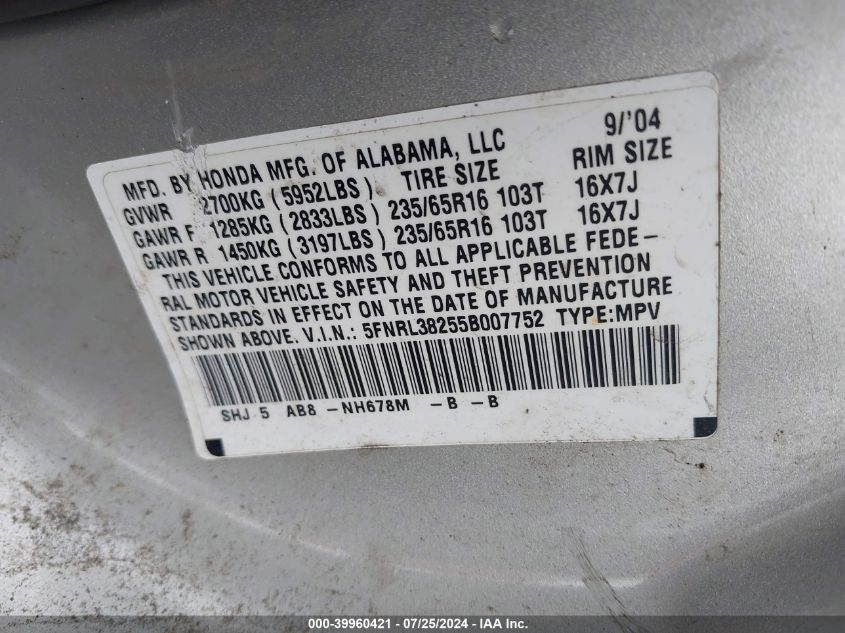 MFD. BY HONDA MFG. OF ALABAMA, LLC 9/'04
GVWR 2700KG (5952LBS) TIRE SIZE RIM SIZE
GAWR F 1285KG (2833LBS) 235/65R16 103T 16X7J
GAWR R 1450KG (3197LBS) 235/65R16 103T 16X7J
THIS VEHICLE CONFORMS TO ALL APPLICABLE FEDE-
RAL MOTOR VEHICLE SAFETY AND THEFT PREVENTION
STANDARDS IN EFFECT ON THE DATE OF MANUFACTURE
SHOWN ABOVE. V.I.N.: 5FNRL38255B007752 TYPE:MPV
SHJ 5 AB8 -NH678M -B -B
000-39960421 - 07/25/2024 - IAA Inc.